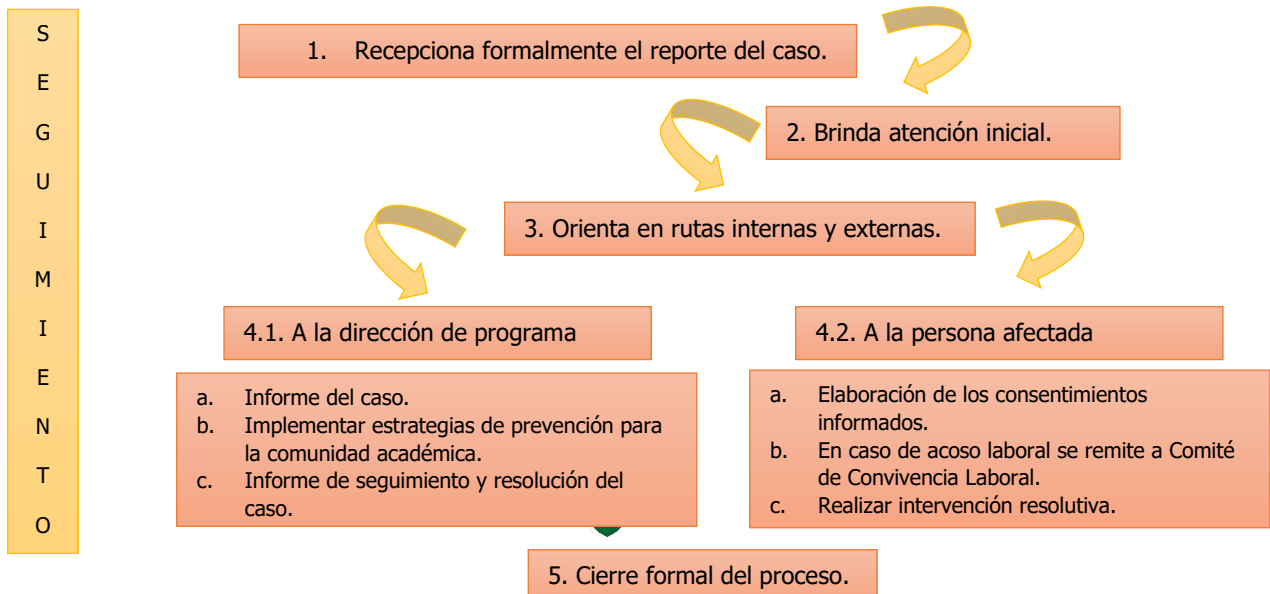 S
E
G
U
I
M
I
E
N
T
O
1. Recepciona formalmente el reporte del caso.
2. Brinda atención inicial.
3. Orienta en rutas internas y externas.
4.1. A la dirección de programa
a. Informe del caso.
b. Implementar estrategias de prevención para
la comunidad académica.
c. Informe de seguimiento y resolución del
caso.
4.2. A la persona afectada
a. Elaboración de los consentimientos
informados.
b. En caso de acoso laboral se remite a Comité
de Convivencia Laboral.
c. Realizar intervención resolutiva.
5. Cierre formal del proceso.